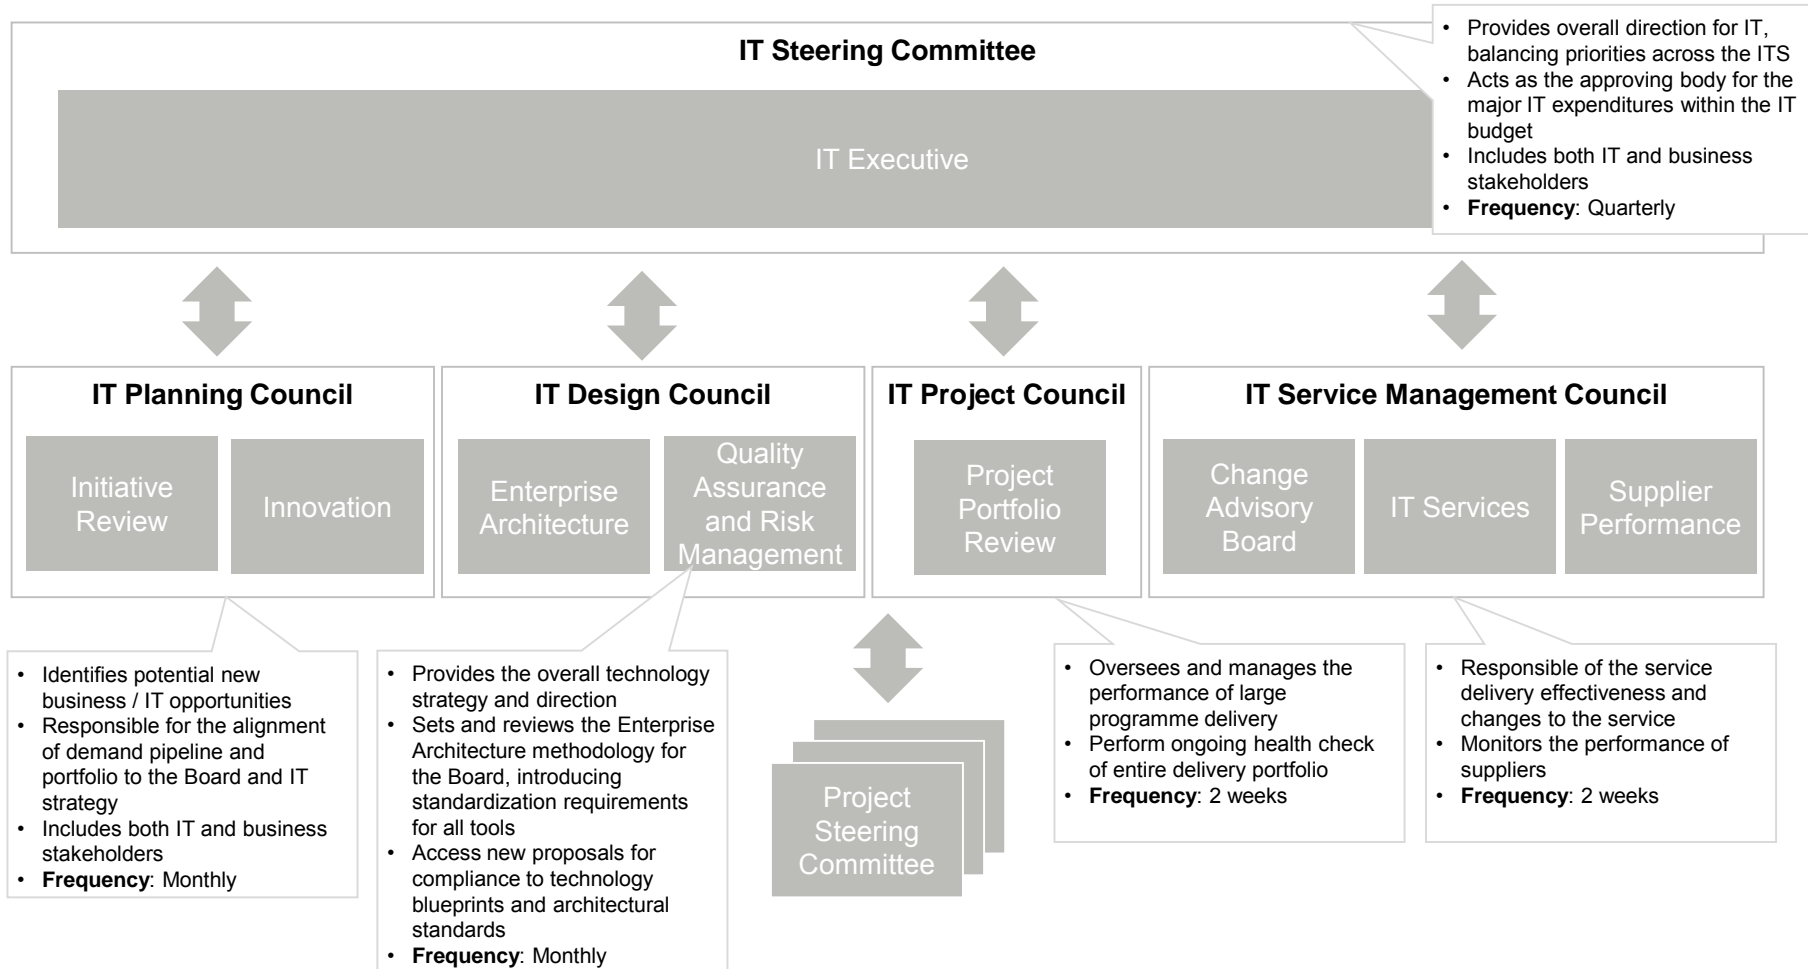 IT Steering Committee
IT Executive
• Provides overall direction for IT,
balancing priorities across the ITS
• Acts as the approving body for the
major IT expenditures within the IT
budget
• Includes both IT and business
stakeholders
• Frequency: Quarterly
IT Planning Council
Initiative
Review
Innovation
IT Design Council
Enterprise
Architecture
Quality
Assurance
and Risk
Management
IT Project Council
Project
Portfolio
Review
IT Service Management Council
Change
Advisory
Board
IT Services
Supplier
Performance
• Identifies potential new
business / IT opportunities
• Responsible for the alignment
of demand pipeline and
portfolio to the Board and IT
strategy
• Includes both IT and business
stakeholders
• Frequency: Monthly
• Provides the overall technology
strategy and direction
• Sets and reviews the Enterprise
Architecture methodology for
the Board, introducing
standardization requirements
for all tools
• Access new proposals for
compliance to technology
blueprints and architectural
standards
• Frequency: Monthly
Project
Steering
Committee
• Oversees and manages the
performance of large
programme delivery
• Perform ongoing health check
of entire delivery portfolio
• Frequency: 2 weeks
• Responsible of the service
delivery effectiveness and
changes to the service
• Monitors the performance of
suppliers
• Frequency: 2 weeks